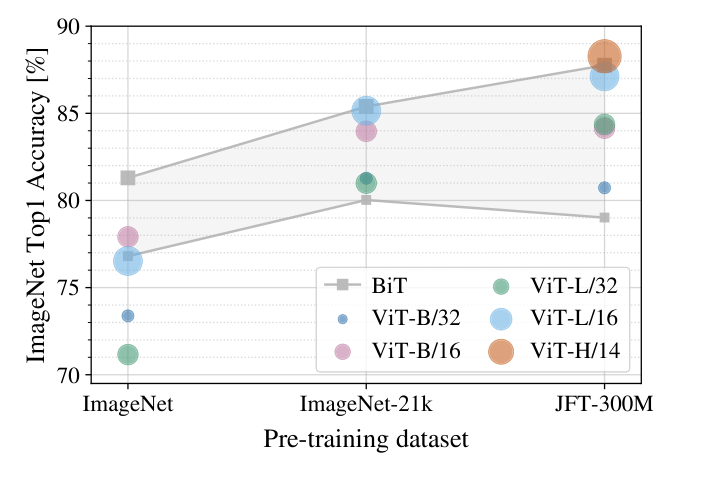 90
85
80
75
70
ImageNet Top1 Accuracy [%]
BiT
ViT-B/32
ViT-B/16
ViT-L/32
ViT-L/16
ViT-H/14
ImageNet
ImageNet-21k
JFT-300M
Pre-training dataset